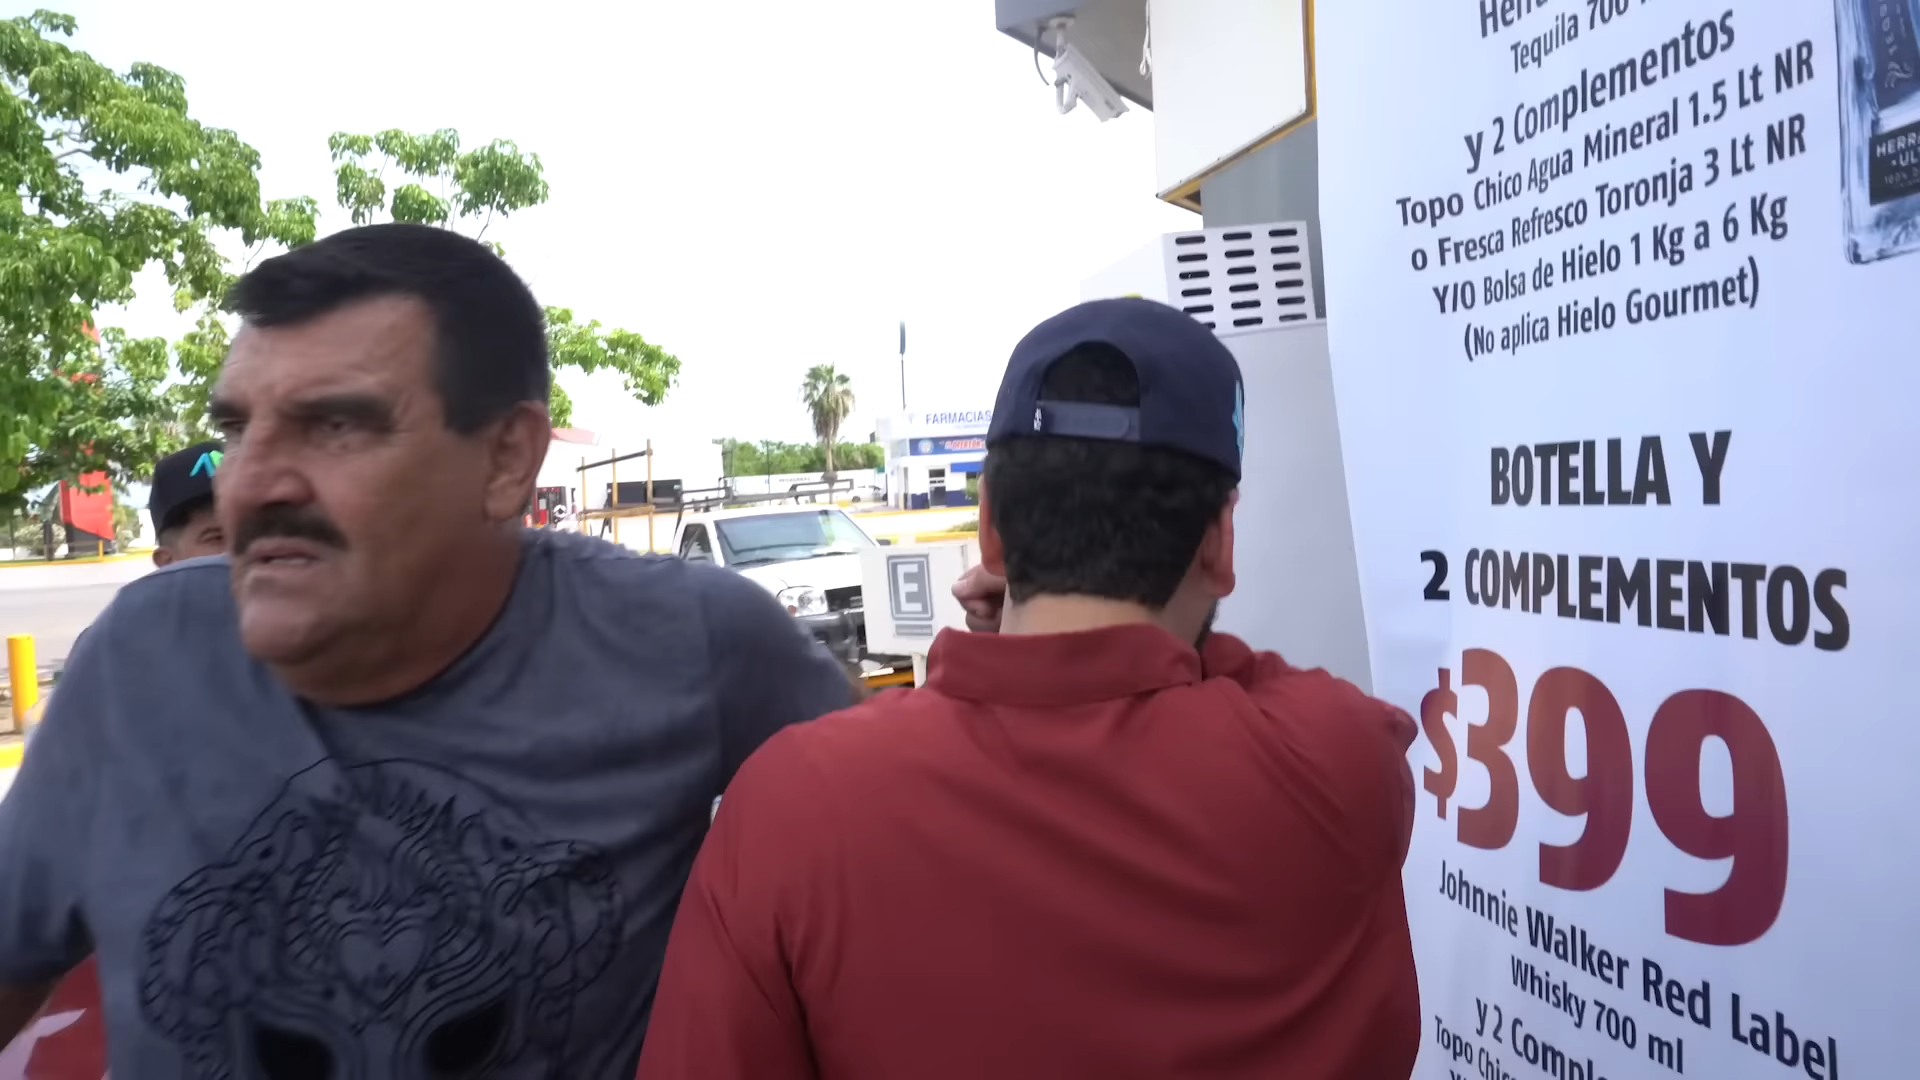 Tequila 700
y 2 Complementos
Topo Chico Agua Mineral 1.5 Lt NR
o Fresca Refresco Toronja 3 Lt NR
Y/O Bolsa de Hielo 1 Kg a 6 Kg
(No aplica Hielo Gourmet)
BOTELLA Y
2 COMPLEMENTOS
$399
Johnnie Walker Red Label
Whisky 700 ml
y 2 Comple
Topo Chic
FARMACIAS
E